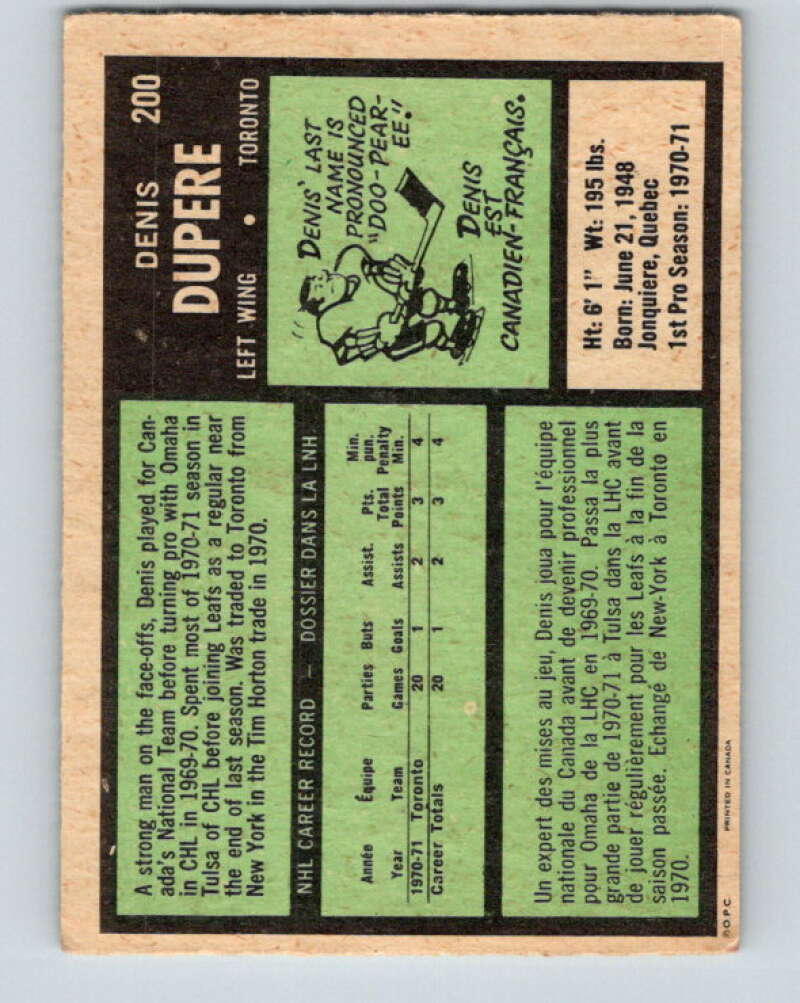 DENIS 200
DUPERE
LEFT WING • TORONTO
A strong man on the face-offs, Denis played for Can-
ada's National Team before turning pro with Omaha
in CHL in 1969-70. Spent most of 1970-71 season in
Tulsa of CHL before joining Leafs as a regular near
the end of last season. Was traded to Toronto from
New York in the Tim Horton trade in 1970.
DENIS' LAST
NAME IS
PRONOUNCED
"DOO-PEAR-
EE."
DENIS
EST
CANADIEN-FRANÇAIS.
NHL CAREER RECORD — DOSSIER DANS LA LNH
Année Équipe Parties Buts Assist. Pts. Total Min. pun. Penalty
Year Team Games Goals Assists Points Min.
1970-71 Toronto 20 1 2 3 4
Career Totals 20 1 2 3 4
Ht: 6' 1" Wt: 195 lbs.
Born: June 21, 1948
Jonquiere, Quebec
1st Pro Season: 1970-71
Un expert des mises au jeu, Denis joua pour l'équipe
nationale du Canada avant de devenir professionnel
pour Omaha de la LHC en 1969-70. Passa la plus
grande partie de 1970-71 à Tulsa dans la LHC avant
de jouer régulièrement pour les Leafs à la fin de la
saison passée. Echangé de New-York à Toronto en
1970.
©O.P.C. PRINTED IN CANADA